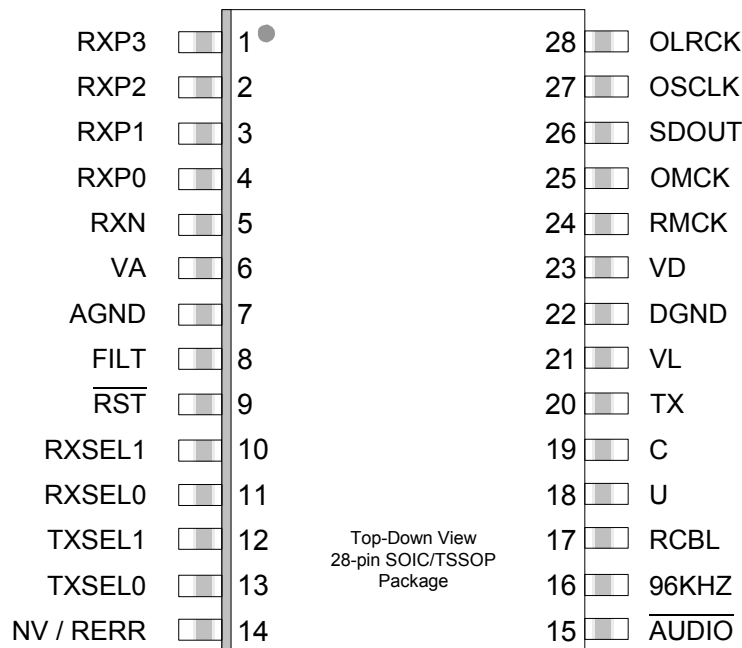 RXP3 1 28 OLRCK
RXP2 2 27 OSCLK
RXP1 3 26 SDOUT
RXP0 4 25 OMCK
RXN 5 24 RMCK
VA 6 23 VD
AGND 7 22 DGND
FILT 8 21 VL
RST 9 20 TX
RXSEL1 10 19 C
RXSEL0 11 18 U
TXSEL1 12 17 RCBL
TXSEL0 13 16 96KHZ
NV / RERR 14 15 AUDIO
Top-Down View
28-pin SOIC/TSSOP
Package